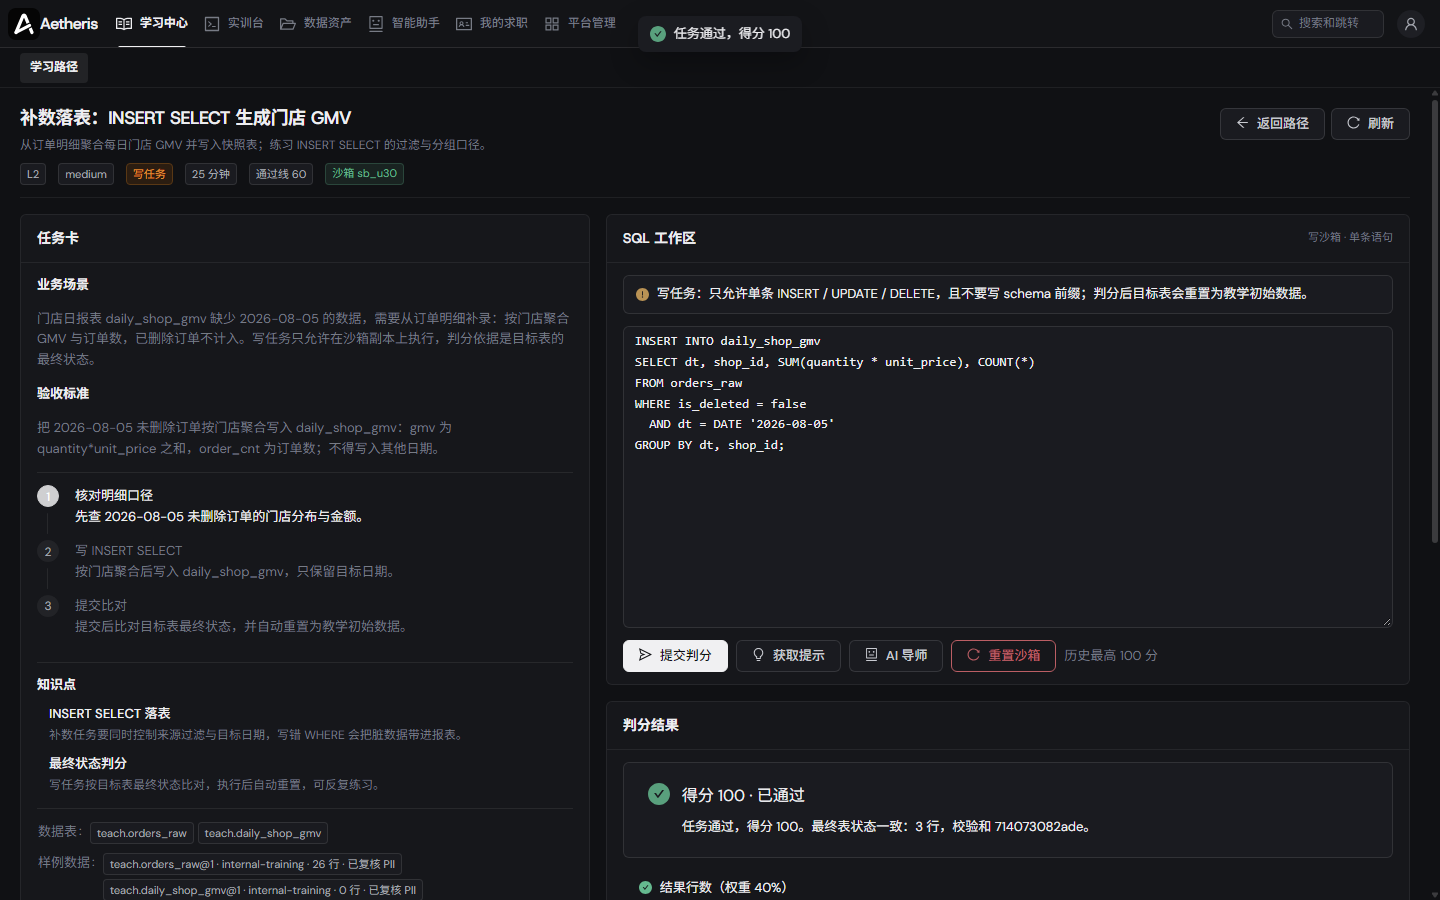 Aetheris
学习中心
实训台
数据资产
智能助手
我的求职
平台管理
任务通过，得分 100
搜索和跳转
学习路径
补数落表：INSERT SELECT 生成门店 GMV
从订单明细聚合每日门店 GMV 并写入快照表；练习 INSERT SELECT 的过滤与分组口径。
返回路径
刷新
L2
medium
写任务
25 分钟
通过线 60
沙箱 sb_u30
任务卡
业务场景
门店日报表 daily_shop_gmv 缺少 2026-08-05 的数据，需要从订单明细补录：按门店聚合
GMV 与订单数，已删除订单不计入。写任务只允许在沙箱副本上执行，判分依据是目标表的
最终状态。
验收标准
把 2026-08-05 未删除订单按门店聚合写入 daily_shop_gmv：gmv 为
quantity*unit_price 之和，order_cnt 为订单数；不得写入其他日期。
1
核对明细口径
先查 2026-08-05 未删除订单的门店分布与金额。
2
写 INSERT SELECT
按门店聚合后写入 daily_shop_gmv，只保留目标日期。
3
提交比对
提交后比对目标表最终状态，并自动重置为教学初始数据。
知识点
INSERT SELECT 落表
补数任务要同时控制来源过滤与目标日期，写错 WHERE 会把脏数据带进报表。
最终状态判分
写任务按目标表最终状态比对，执行后自动重置，可反复练习。
数据表：
teach.orders_raw
teach.daily_shop_gmv
样例数据：
teach.orders_raw@1 · internal-training · 26 行 · 已复核 PII
teach.daily_shop_gmv@1 · internal-training · 0 行 · 已复核 PII
SQL 工作区
写沙箱 · 单条语句
写任务：只允许单条 INSERT / UPDATE / DELETE，且不要写 schema 前缀；判分后目标表会重置为教学初始数据。
INSERT INTO daily_shop_gmv
SELECT dt, shop_id, SUM(quantity * unit_price), COUNT(*)
FROM orders_raw
WHERE is_deleted = false
AND dt = DATE '2026-08-05'
GROUP BY dt, shop_id;
提交判分
获取提示
AI 导师
重置沙箱
历史最高 100 分
判分结果
得分 100 · 已通过
任务通过，得分 100。最终表状态一致：3 行，校验和 714073082ade。
结果行数（权重 40%）